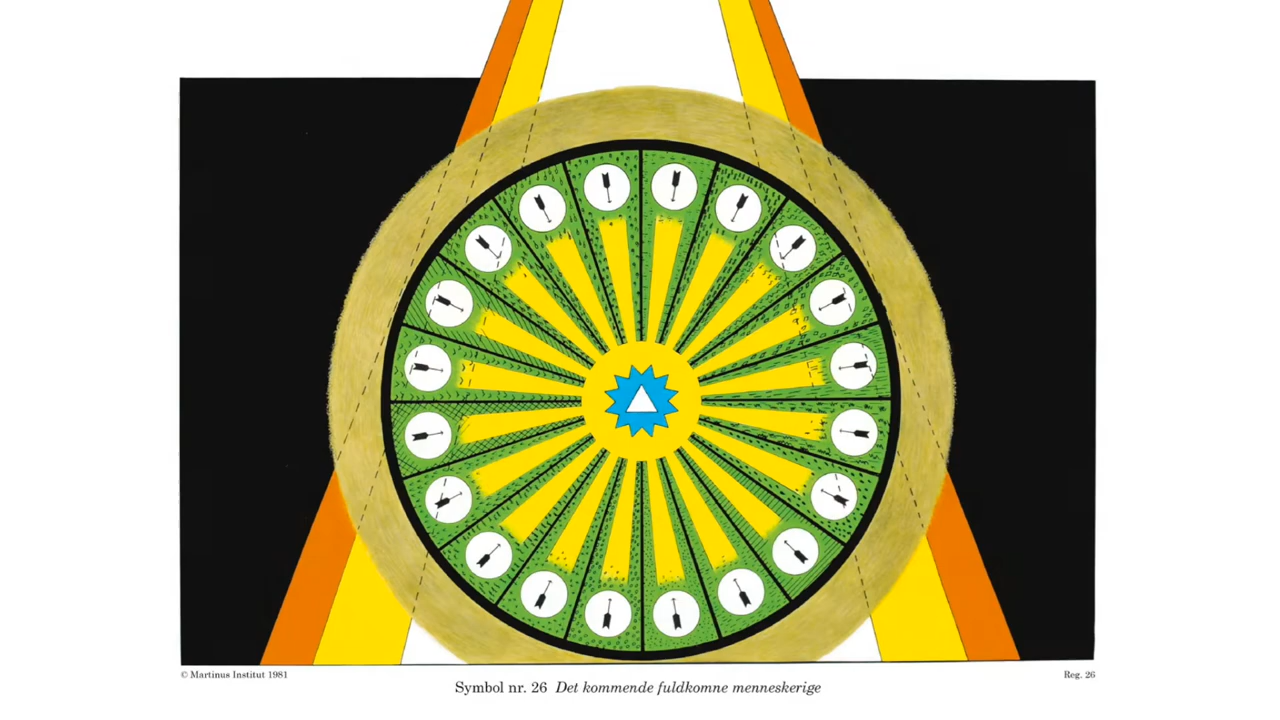 © Martinus Institut 1981
Reg. 26
Symbol nr. 26 Det kommende fuldkomne menneskerige